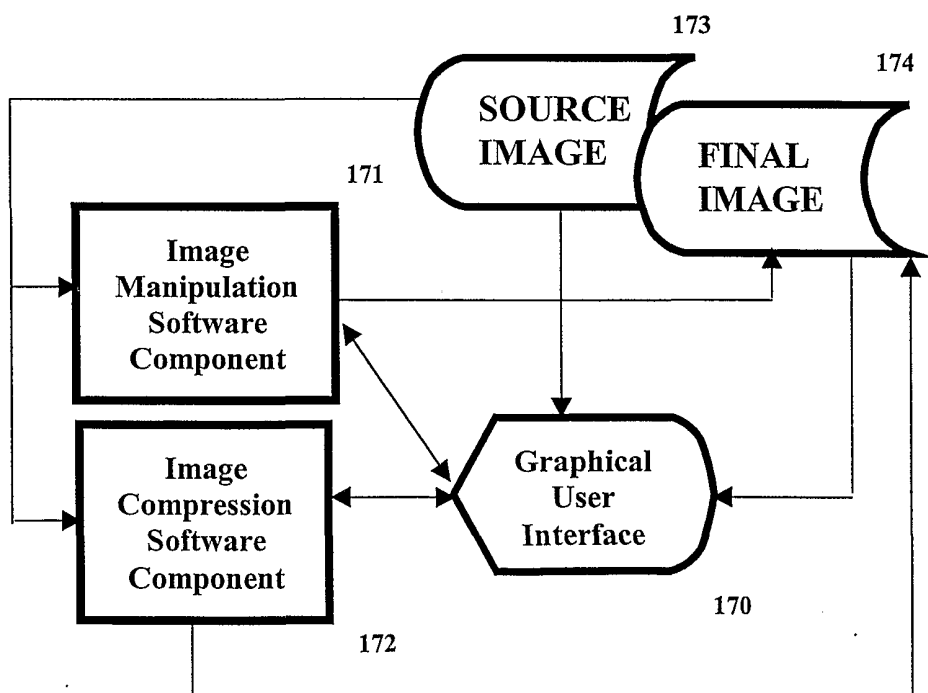 173
174
SOURCE
IMAGE
FINAL
IMAGE
171
Image
Manipulation
Software
Component
Image
Compression
Software
Component
Graphical
User
Interface
170
172